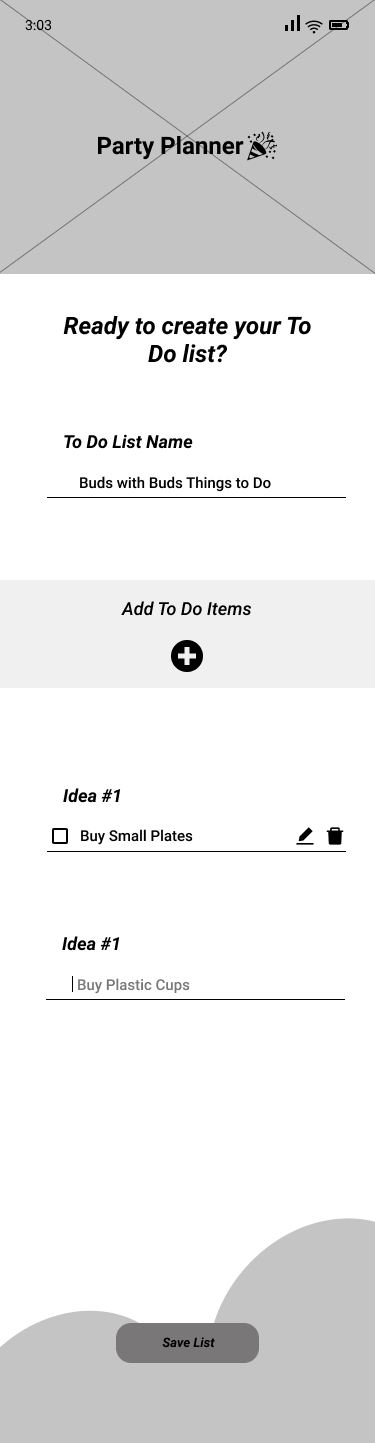 3:03
Party Planner
Ready to create your To
Do list?
To Do List Name
Buds with Buds Things to Do
Add To Do Items
Idea #1
Buy Small Plates
Idea #1
Buy Plastic Cups
Save List